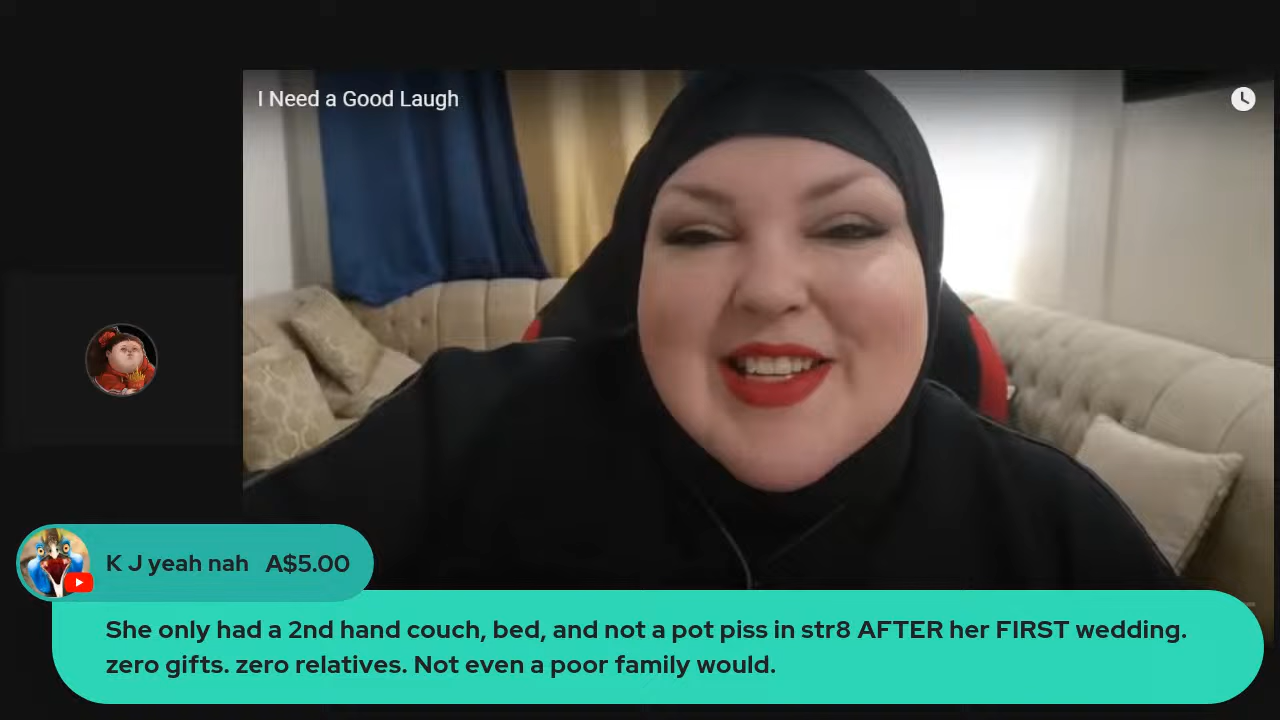 I Need a Good Laugh
K J yeah nah A$5.00
She only had a 2nd hand couch, bed, and not a pot piss in str8 AFTER her FIRST wedding.
zero gifts. zero relatives. Not even a poor family would.